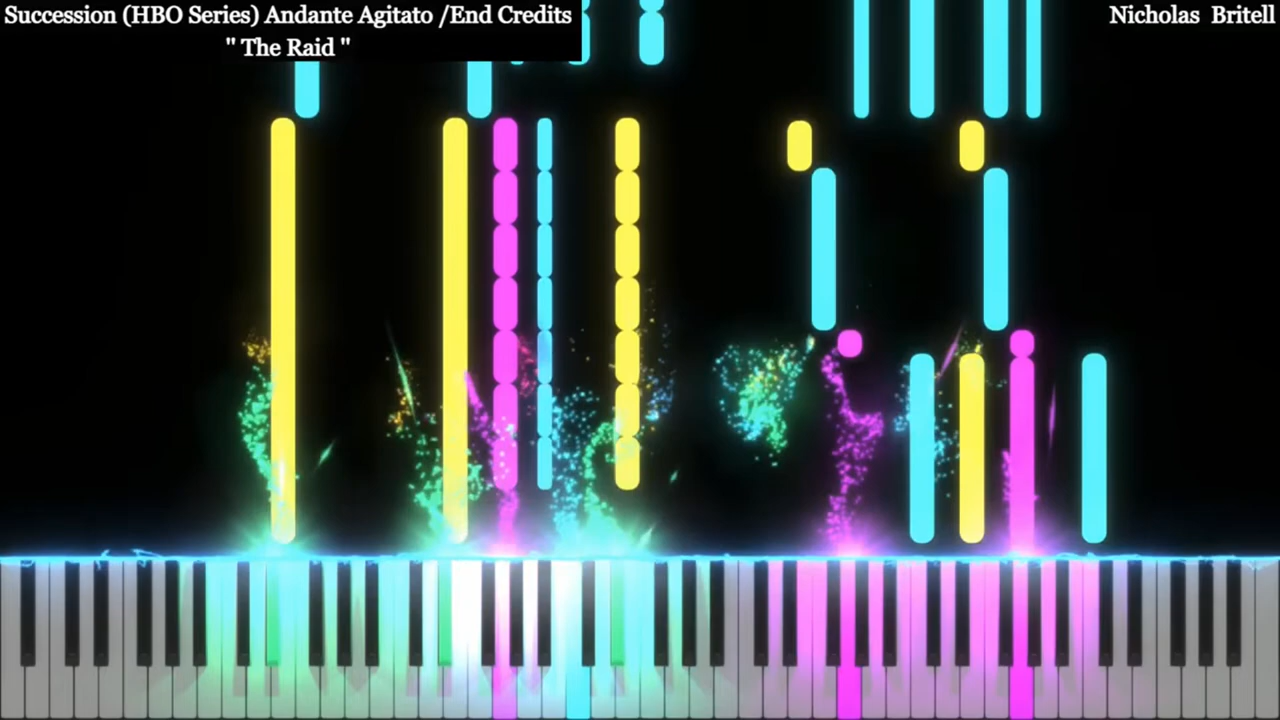 Succession (HBO Series) Andante Agitato /End Credits
" The Raid "
Nicholas Britell